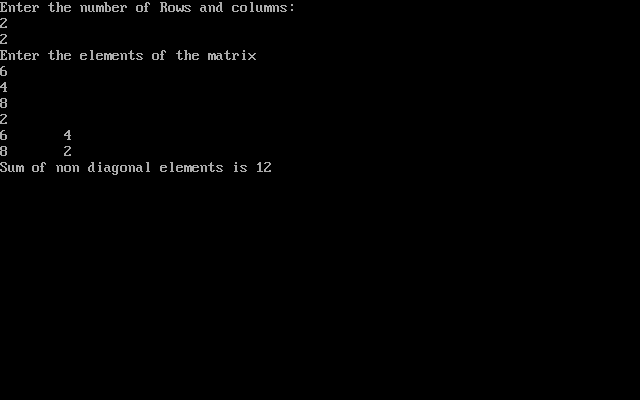 Enter the number of Rows and columns:
2
2
Enter the elements of the matrix
6
4
8
2
6       4
8       2
Sum of non diagonal elements is 12